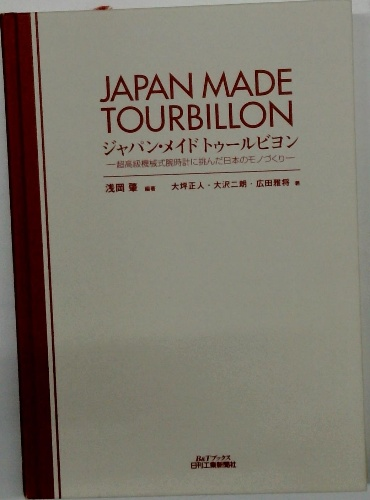 JAPAN MADE
TOURBILLON
ジャパン・メイドトゥールビヨン
―超高級機械式腕時計に挑んだ日本のモノづくり―
浅岡 肇 編著 大坪正人・大沢二朗・広田雅将 著
B&Tブックス
日刊工業新聞社